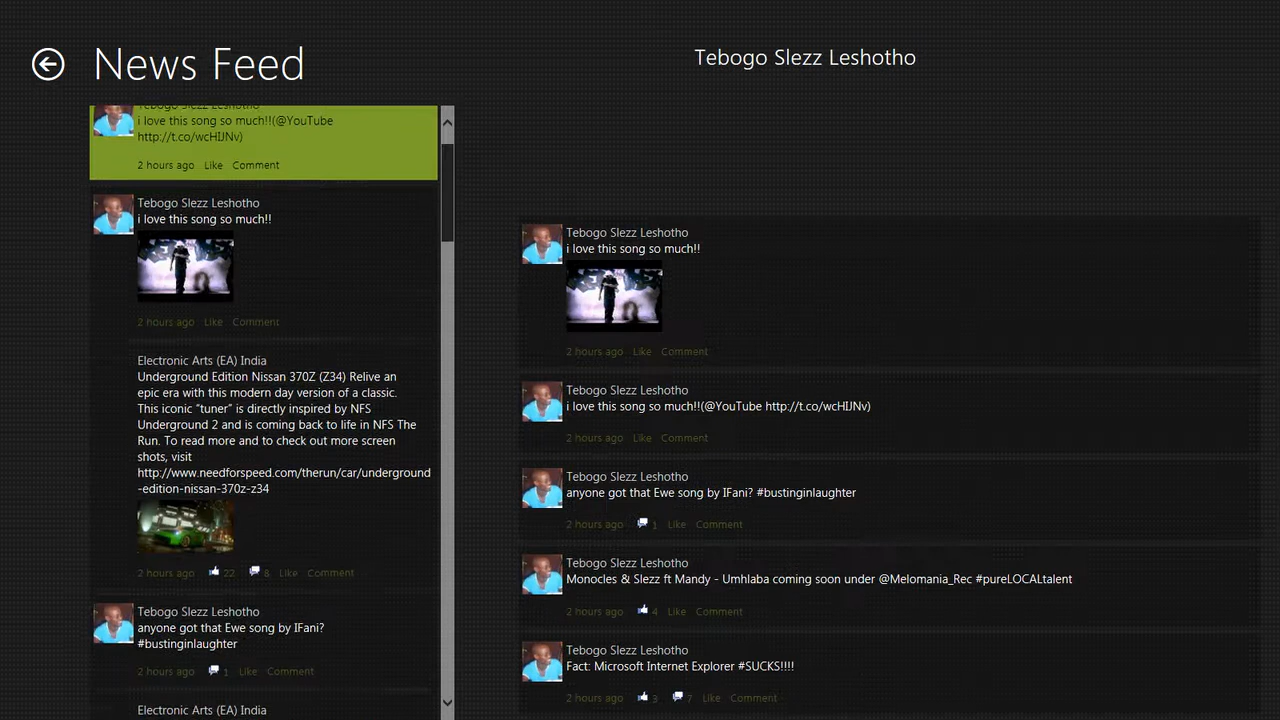 News Feed
Tebogo Slezz Leshotho
Tebogo Slezz Leshotho
i love this song so much!!(@YouTube
http://t.co/wcHIJNv)
2 hours ago Like Comment
Tebogo Slezz Leshotho
i love this song so much!!
2 hours ago Like Comment
Electronic Arts (EA) India
Underground Edition Nissan 370Z (Z34) Relive an
epic era with this modern day version of a classic.
This iconic “tuner” is directly inspired by NFS
Underground 2 and is coming back to life in NFS The
Run. To read more and to check out more screen
shots, visit
http://www.needforspeed.com/therun/car/underground
-edition-nissan-370z-z34
2 hours ago 22 8 Like Comment
Tebogo Slezz Leshotho
anyone got that Ewe song by IFani?
#bustinginlaughter
2 hours ago 1 Like Comment
Electronic Arts (EA) India
Tebogo Slezz Leshotho
i love this song so much!!
2 hours ago Like Comment
Tebogo Slezz Leshotho
i love this song so much!!(@YouTube http://t.co/wcHIJNv)
2 hours ago Like Comment
Tebogo Slezz Leshotho
anyone got that Ewe song by IFani? #bustinginlaughter
2 hours ago 1 Like Comment
Tebogo Slezz Leshotho
Monocles & Slezz ft Mandy - Umhlaba coming soon under @Melomania_Rec #pureLOCALtalent
2 hours ago 4 Like Comment
Tebogo Slezz Leshotho
Fact: Microsoft Internet Explorer #SUCKS!!!!
2 hours ago 3 7 Like Comment